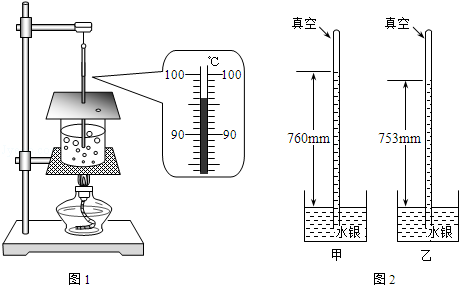 ℃
100 100
90 90
图1
真空 真空
760mm 753mm
水银 水银
甲 乙
图2